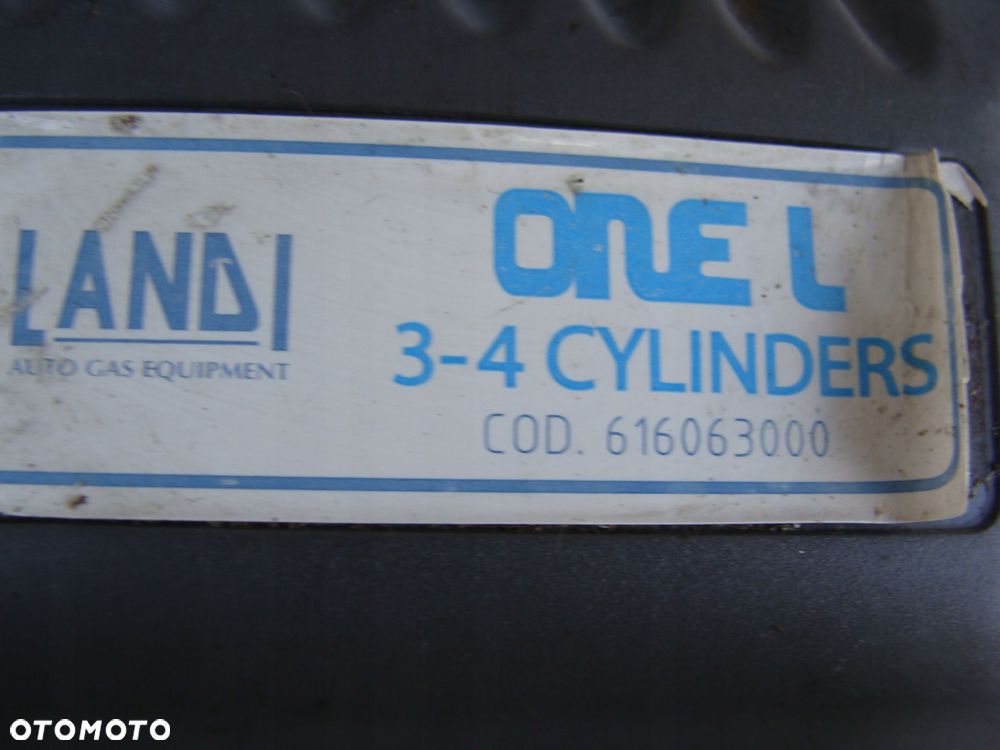 LANDI
AUTO GAS EQUIPMENT
ONE L
3-4 CYLINDERS
COD. 616063000
OTOMOTO